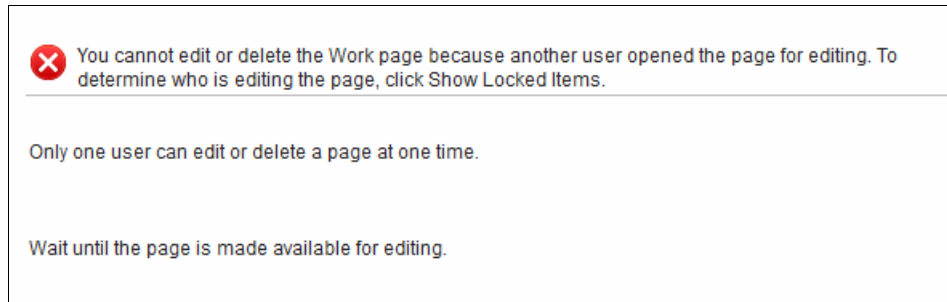 You cannot edit or delete the Work page because another user opened the page for editing. To
determine who is editing the page, click Show Locked Items.
Only one user can edit or delete a page at one time.
Wait until the page is made available for editing.